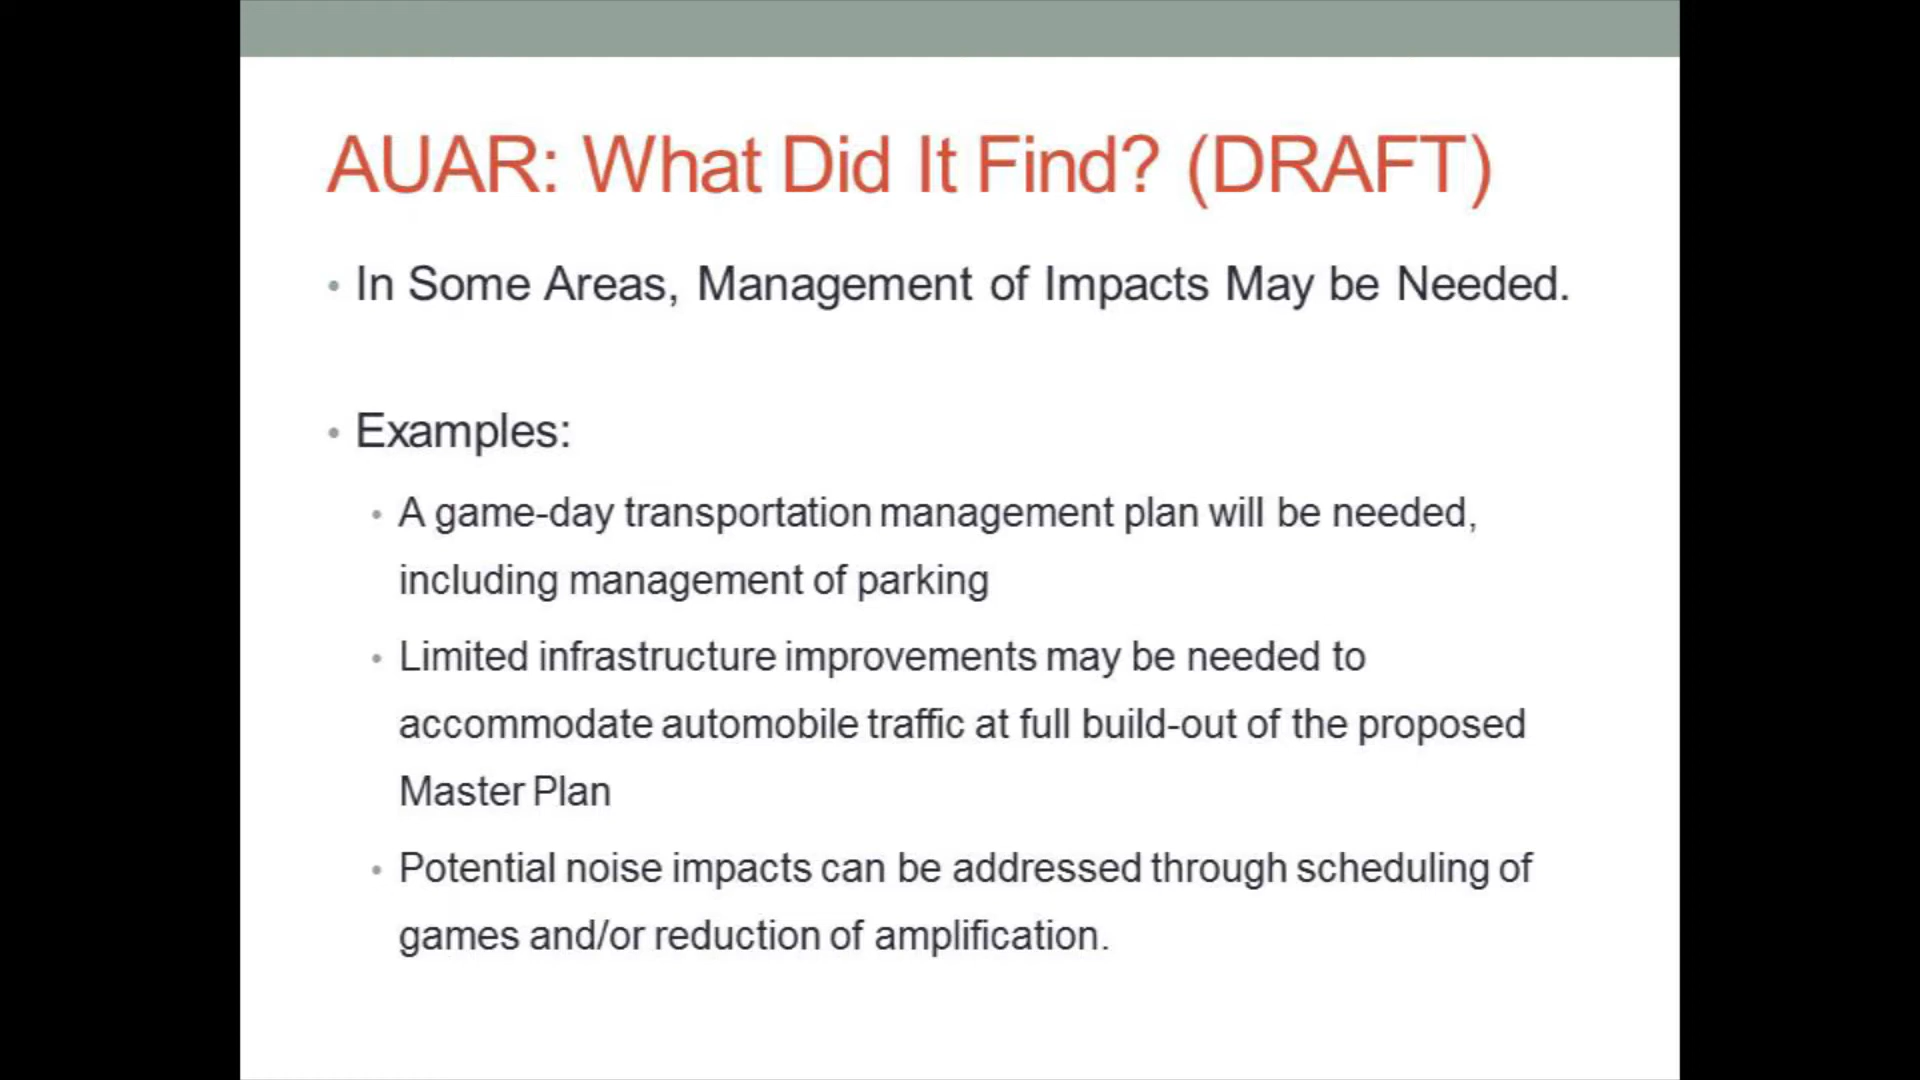 AUAR: What Did It Find? (DRAFT)
• In Some Areas, Management of Impacts May be Needed.
• Examples:
• A game-day transportation management plan will be needed,
including management of parking
• Limited infrastructure improvements may be needed to
accommodate automobile traffic at full build-out of the proposed
Master Plan
• Potential noise impacts can be addressed through scheduling of
games and/or reduction of amplification.